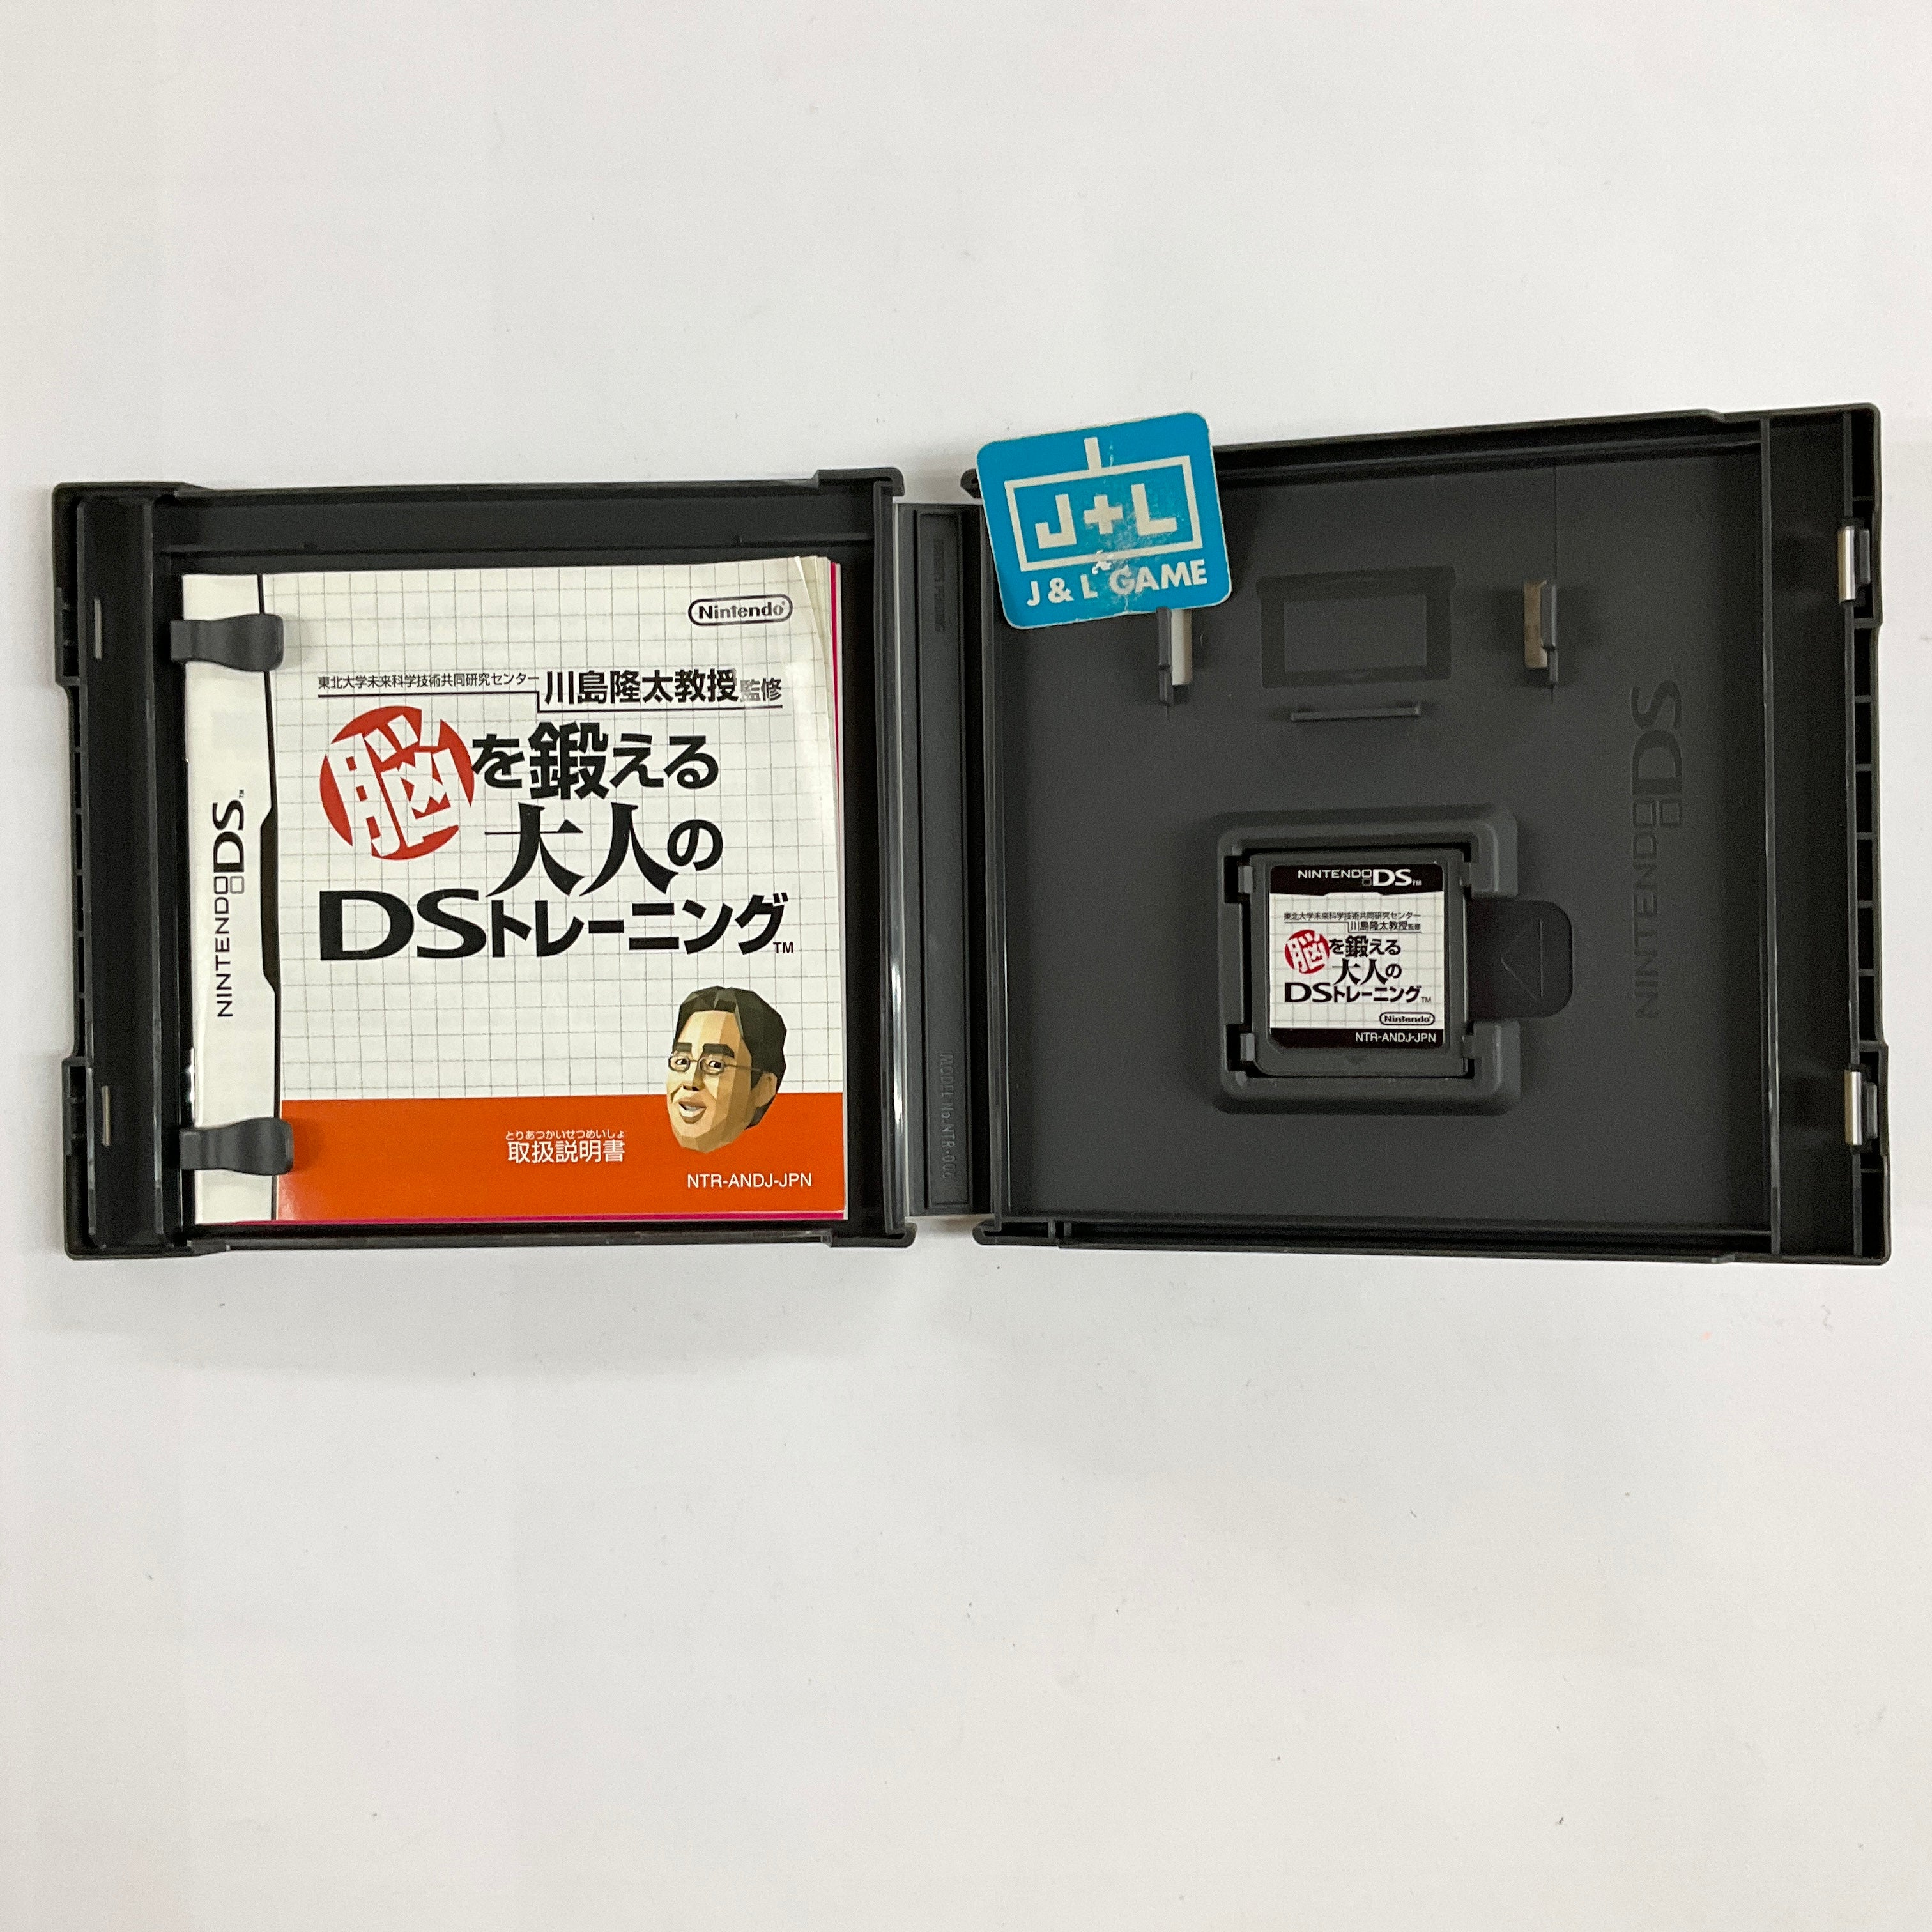 Nintendo
東北大学未来科学技術共同研究センター
川島隆太教授監修
脳を鍛える
大人の
DSトレーニング™
NINTENDO DS™
とりあつかいせつめいしょ
取扱説明書
NTR-ANDJ-JPN
J+L
J & L GAME
MODEL No.NTR-006
NINTENDO DS™
東北大学未来科学技術共同研究センター
川島隆太教授監修
脳を鍛える
大人の
DSトレーニング™
Nintendo
NTR-ANDJ-JPN
NINTENDO DS